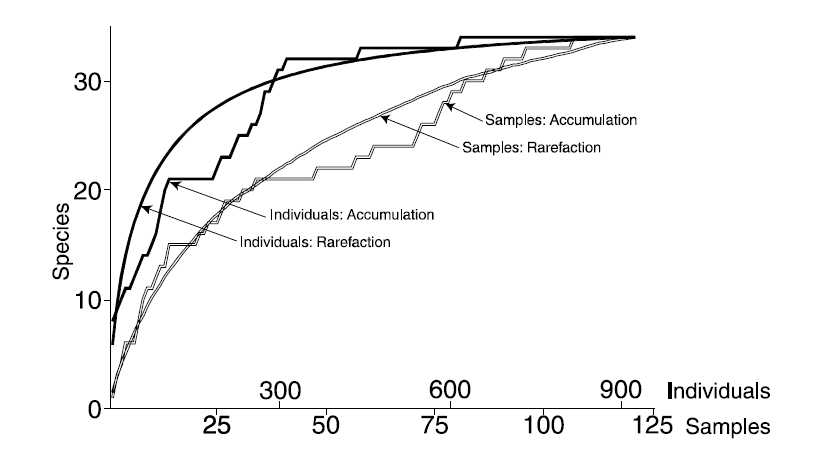 30
20
10
0
Species
Samples: Accumulation
Samples: Rarefaction
Individuals: Accumulation
Individuals: Rarefaction
300 600 900 Individuals
25 50 75 100 125 Samples